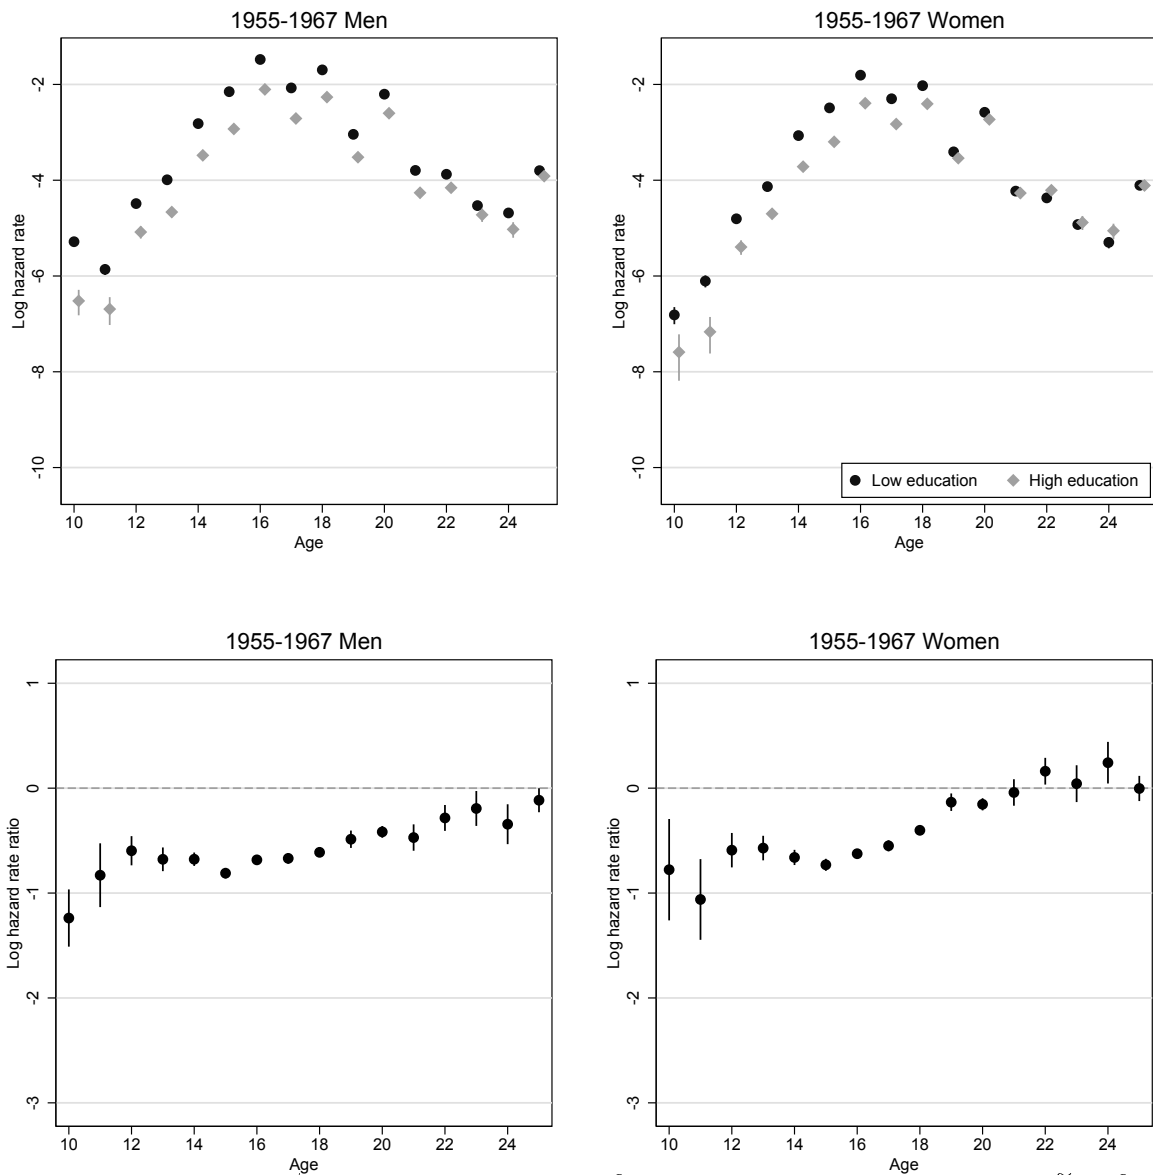 1955-1967 Men
1955-1967 Women
Log hazard rate
-2
-4
-6
-8
-10
10 12 14 16 18 20 22 24
Age
Log hazard rate
-2
-4
-6
-8
-10
Low education High education
10 12 14 16 18 20 22 24
Age
1955-1967 Men
1955-1967 Women
Log hazard rate ratio
1
0
-1
-2
-3
10 12 14 16 18 20 22 24
Age
Log hazard rate ratio
1
0
-1
-2
-3
10 12 14 16 18 20 22 24
Age